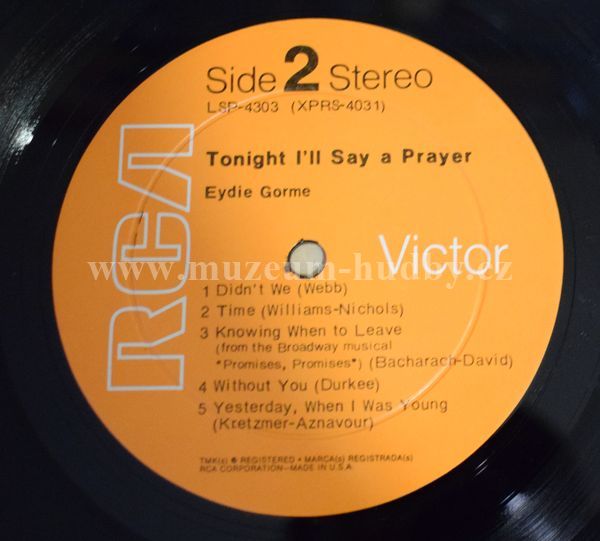 Side 2 Stereo
LSP-4303 (XPRS-4031)
Tonight I'll Say a Prayer
Eydie Gorme
RCA
Victor
www.muzeum-hudby.cz
1 Didn't We (Webb)
2 Time (Williams-Nichols)
3 Knowing When to Leave
(from the Broadway musical
"Promises, Promises") (Bacharach-David)
4 Without You (Durkee)
5 Yesterday, When I Was Young
(Kretzmer-Aznavour)
TMK(s) ® REGISTERED • MARCA(s) REGISTRADA(s)
RCA CORPORATION—MADE IN U.S.A.